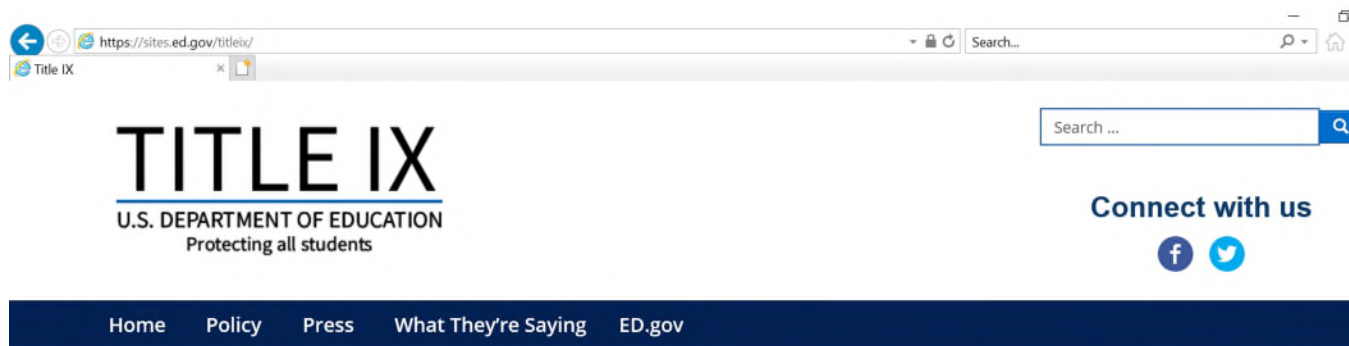 https://sites.ed.gov/titleix/
Search...
Title IX
Search ...
TITLE IX
U.S. DEPARTMENT OF EDUCATION
Protecting all students
Connect with us
Home Policy Press What They're Saying ED.gov